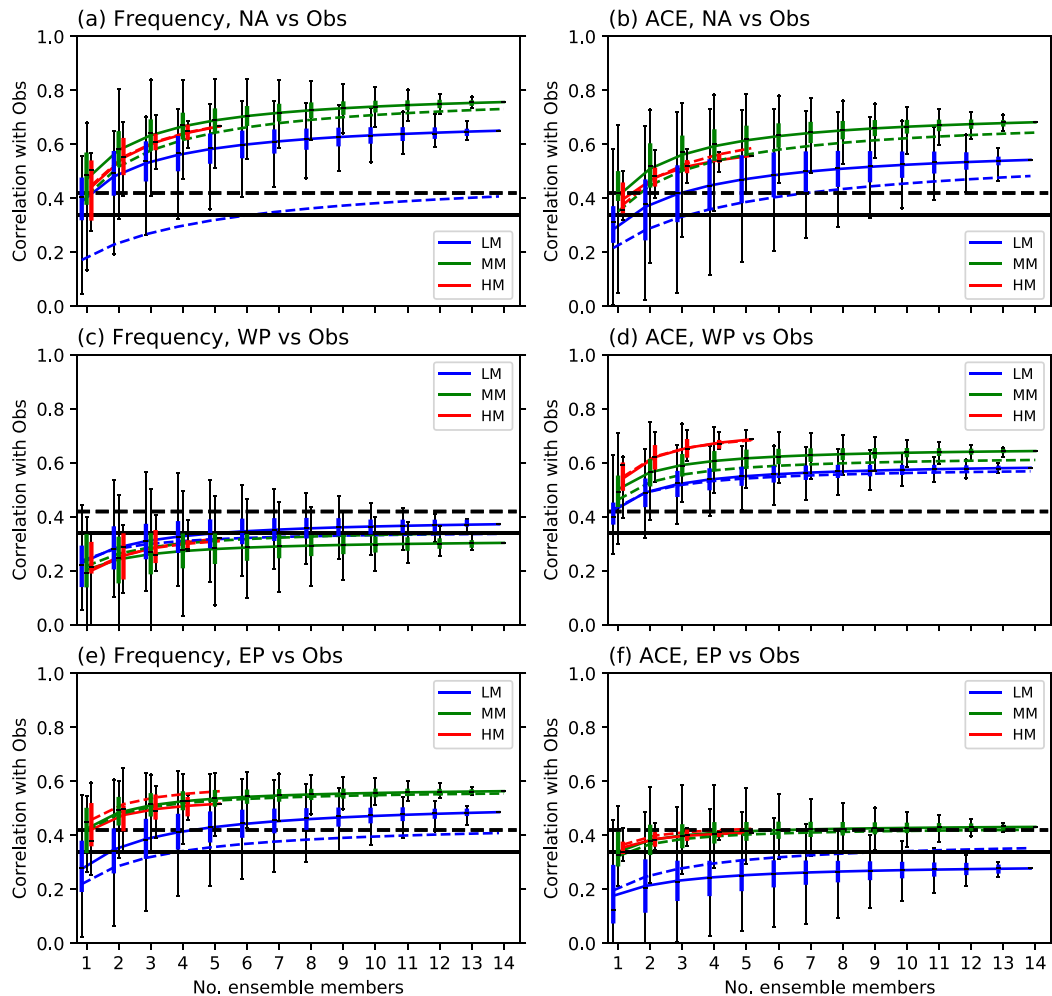 (a) Frequency, NA vs Obs
(b) ACE, NA vs Obs
1.0
0.8
0.6
0.4
0.2
0.0
Correlation with Obs
LM
MM
HM
1.0
0.8
0.6
0.4
0.2
0.0
Correlation with Obs
LM
MM
HM
(c) Frequency, WP vs Obs
(d) ACE, WP vs Obs
1.0
0.8
0.6
0.4
0.2
0.0
Correlation with Obs
LM
MM
HM
1.0
0.8
0.6
0.4
0.2
0.0
Correlation with Obs
LM
MM
HM
(e) Frequency, EP vs Obs
(f) ACE, EP vs Obs
1.0
0.8
0.6
0.4
0.2
0.0
Correlation with Obs
LM
MM
HM
1 2 3 4 5 6 7 8 9 10 11 12 13 14
No. ensemble members
1.0
0.8
0.6
0.4
0.2
0.0
Correlation with Obs
LM
MM
HM
1 2 3 4 5 6 7 8 9 10 11 12 13 14
No. ensemble members